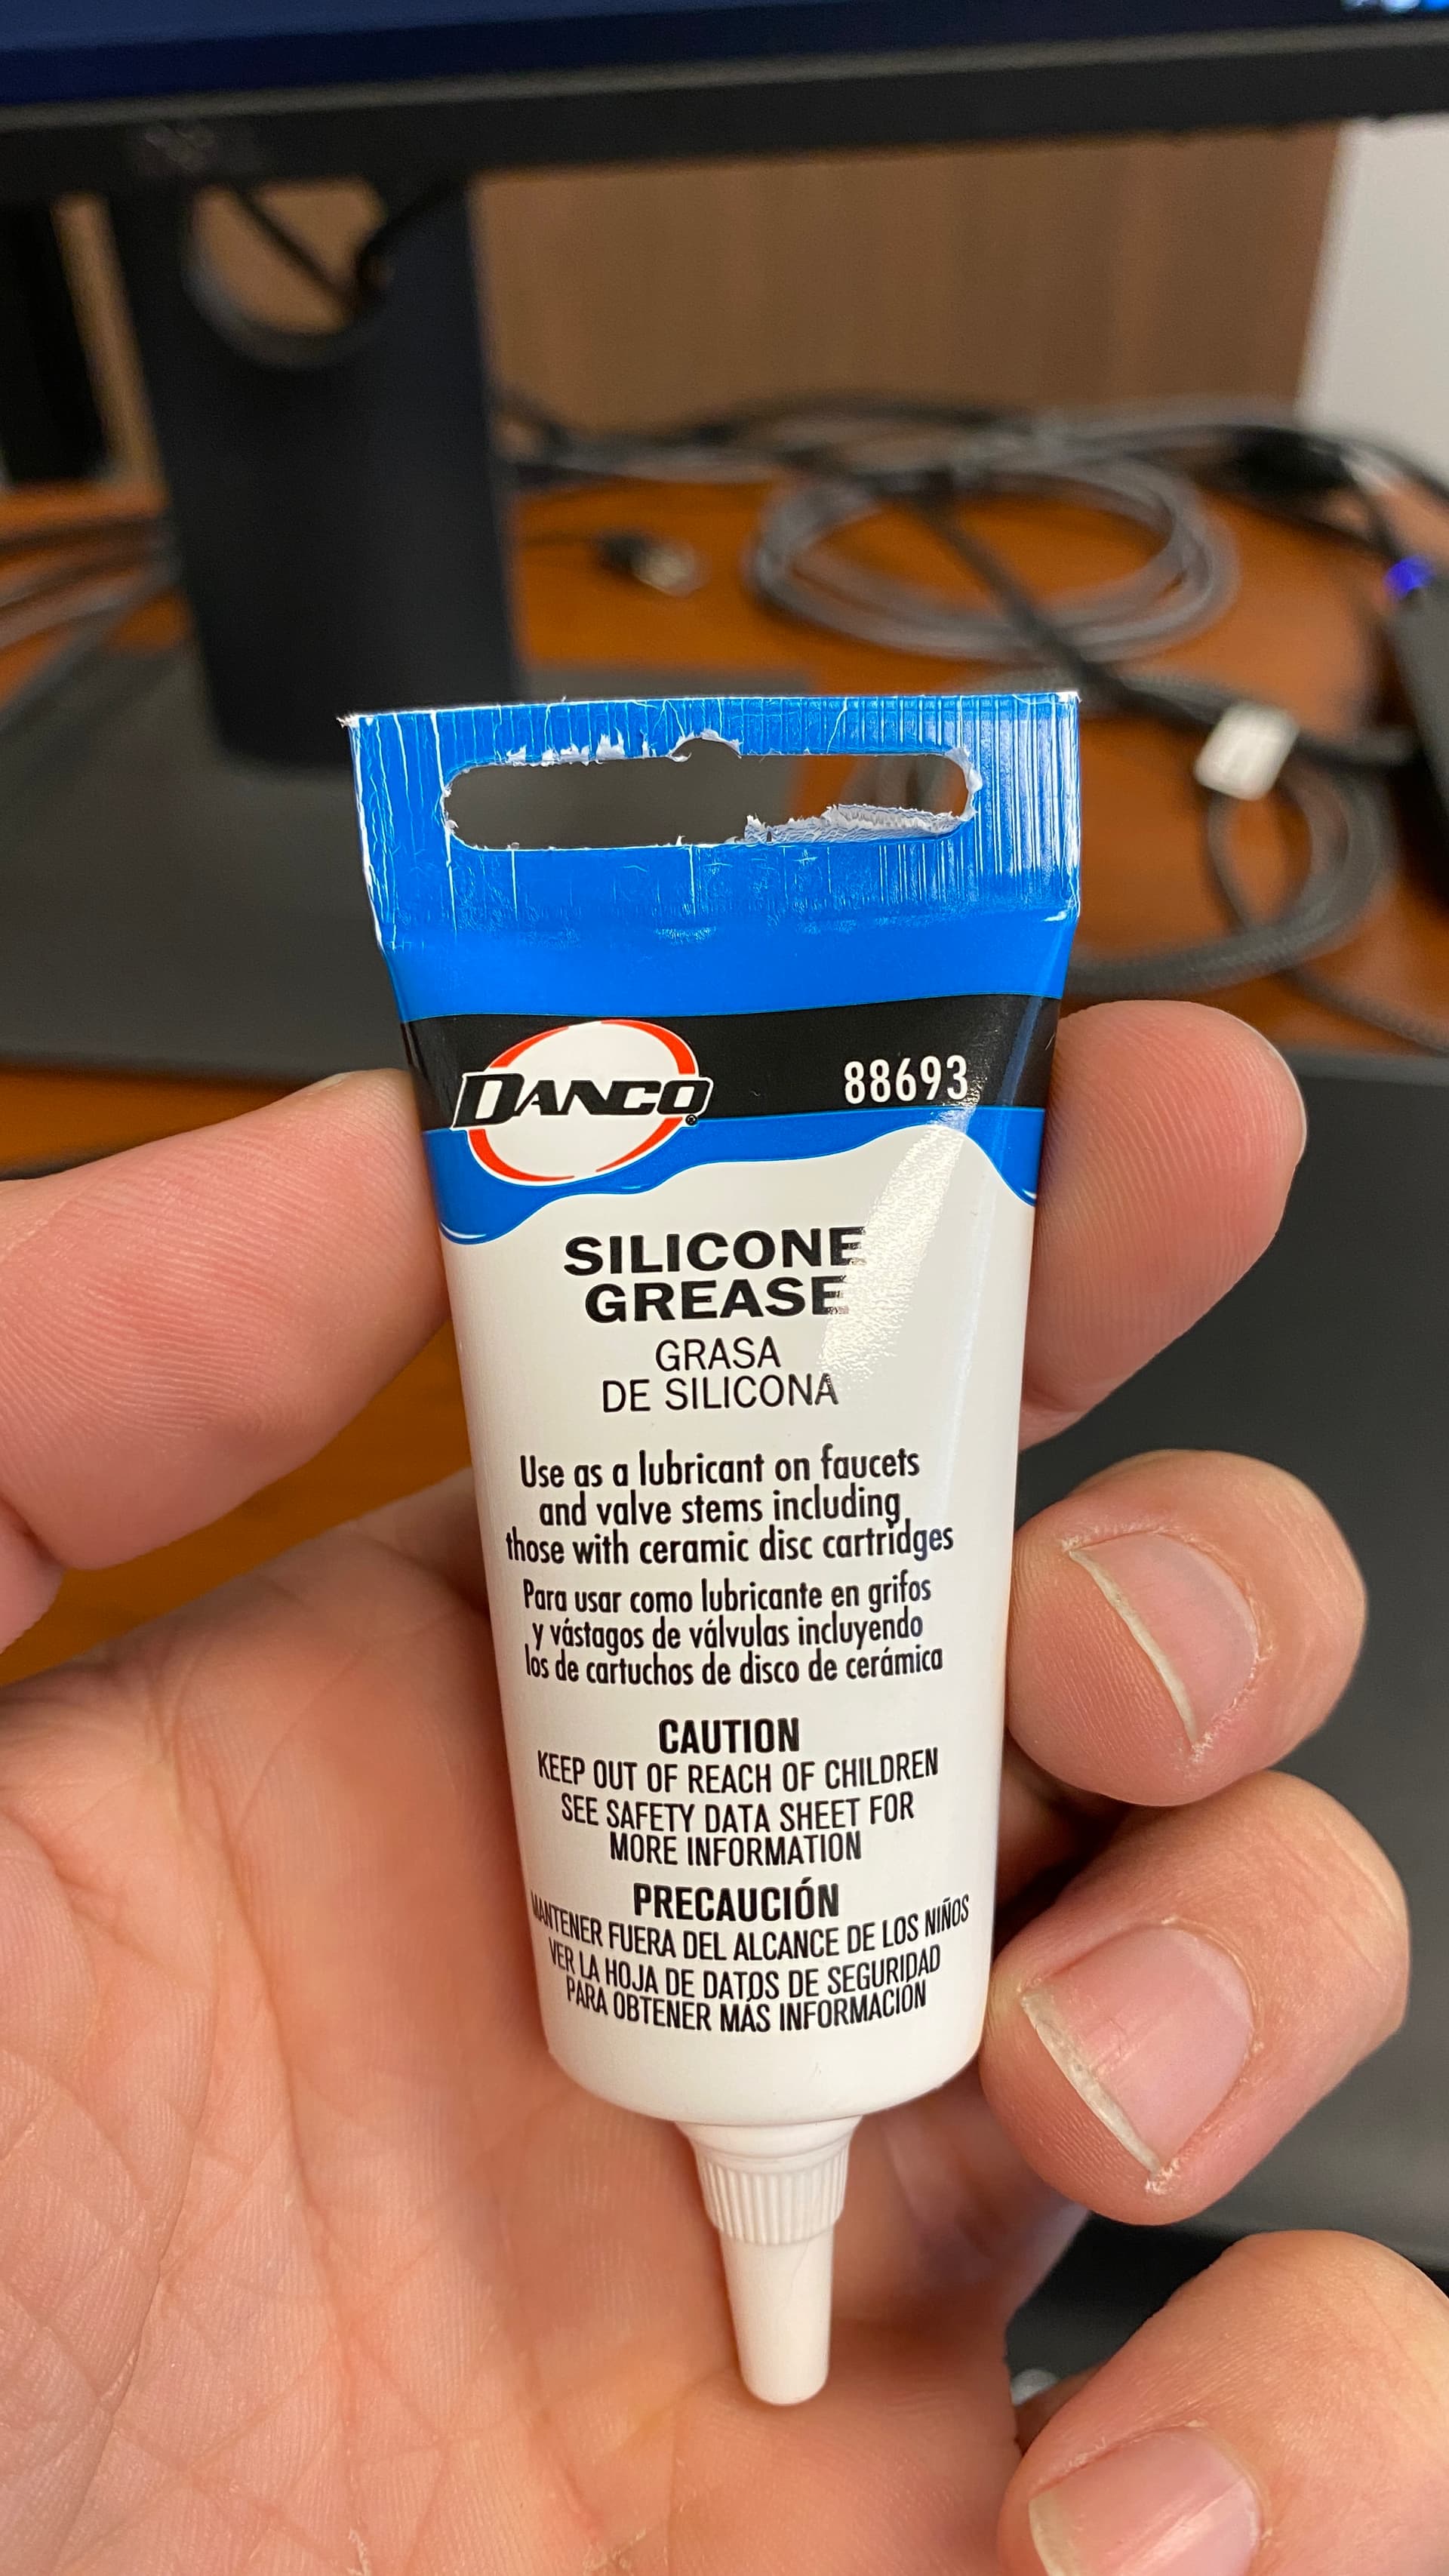 DANCO®
88693
SILICONE
GREASE
GRASA
DE SILICONA
Use as a lubricant on faucets
and valve stems including
those with ceramic disc cartridges
Para usar como lubricante en grifos
y vástagos de válvulas incluyendo
los de cartuchos de disco de cerámica
CAUTION
KEEP OUT OF REACH OF CHILDREN
SEE SAFETY DATA SHEET FOR
MORE INFORMATION
PRECAUCIÓN
MANTENER FUERA DEL ALCANCE DE LOS NIÑOS
VER LA HOJA DE DATOS DE SEGURIDAD
PARA OBTENER MÁS INFORMACIÓN